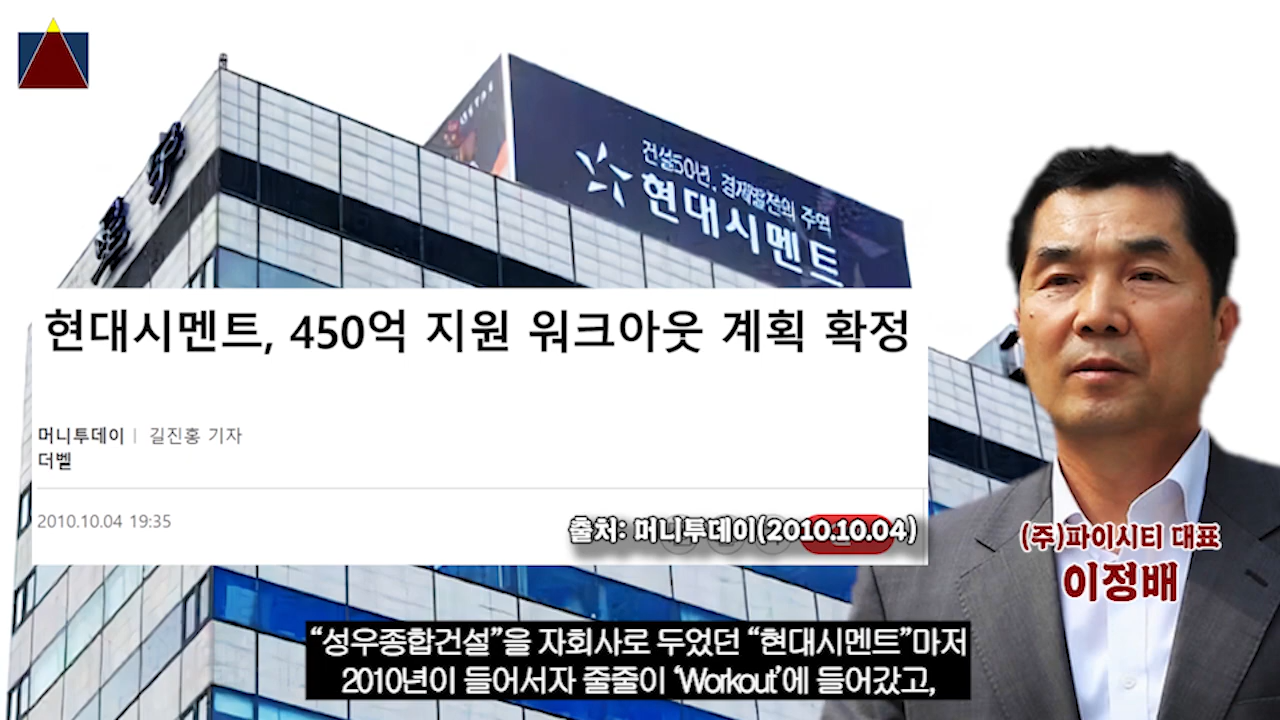 건설50년, 경제발전의 주역
현대시멘트
현대시멘트, 450억 지원 워크아웃 계획 확정
머니투데이 | 길진홍 기자
더벨
2010.10.04 19:35
출처: 머니투데이(2010.10.04)
(주)파이시티 대표
이정배
“성우종합건설”을 자회사로 두었던 “현대시멘트”마저
2010년이 들어서자 줄줄이 ‘Workout’에 들어갔고,